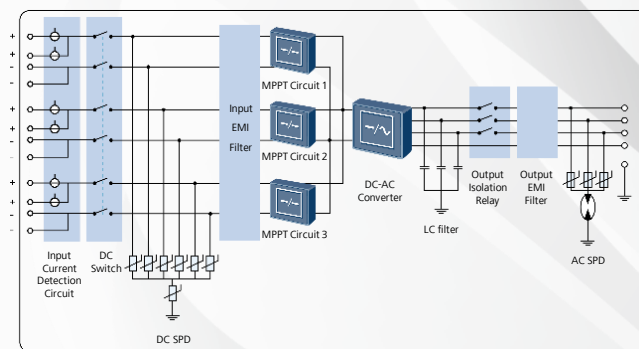 +
+
-
-
+
+
-
-
+
+
-
-
MPPT Circuit 1
MPPT Circuit 2
MPPT Circuit 3
Input
EMI
Filter
DC-AC
Converter
LC filter
Output
Isolation
Relay
Output
EMI
Filter
AC SPD
Input
Current
Detection
Circuit
DC
Switch
DC SPD